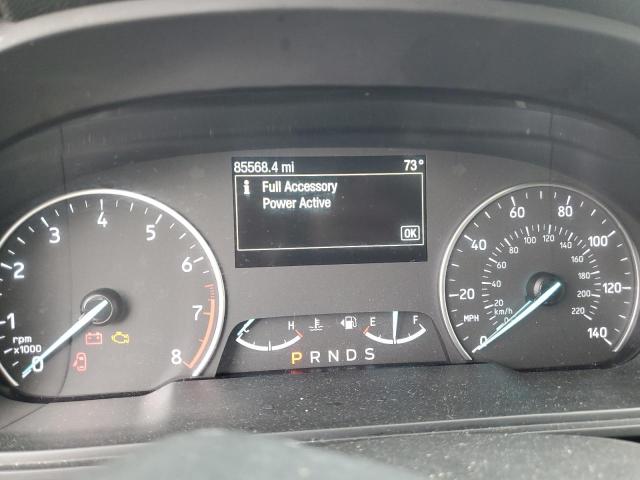 85568.4 mi 73°
i Full Accessory
Power Active
OK
0 1 2 3 4 5 6 7 8
rpm
x1000
H E F
P R N D S
0 20 40 60 80 100 120 140
MPH
0 20 40 60 80 100 120 140 160 180 200 220
km/h